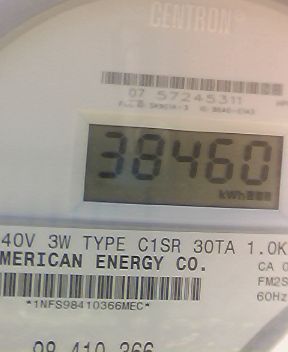 CENTRON®
07 57245311
38460
kWh
40V 3W TYPE C1SR 30TA 1.0K
MERICAN ENERGY CO.
CA 0
FM2S
*1NFS98410366MEC*
60Hz
98 410 366